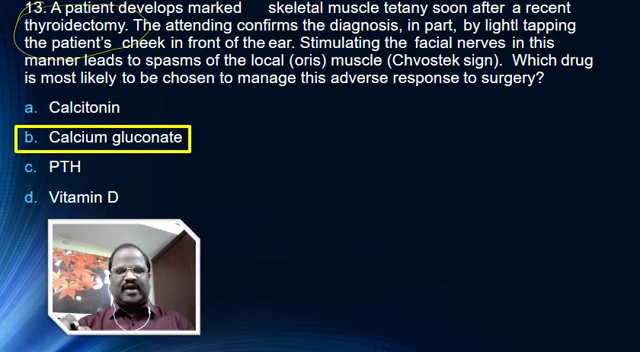 13. A patient develops marked skeletal muscle tetany soon after a recent
thyroidectomy. The attending confirms the diagnosis, in part, by lightl tapping
the patient's cheek in front of the ear. Stimulating the facial nerves in this
manner leads to spasms of the local (oris) muscle (Chvostek sign). Which drug
is most likely to be chosen to manage this adverse response to surgery?
a. Calcitonin
b. Calcium gluconate
c. PTH
d. Vitamin D